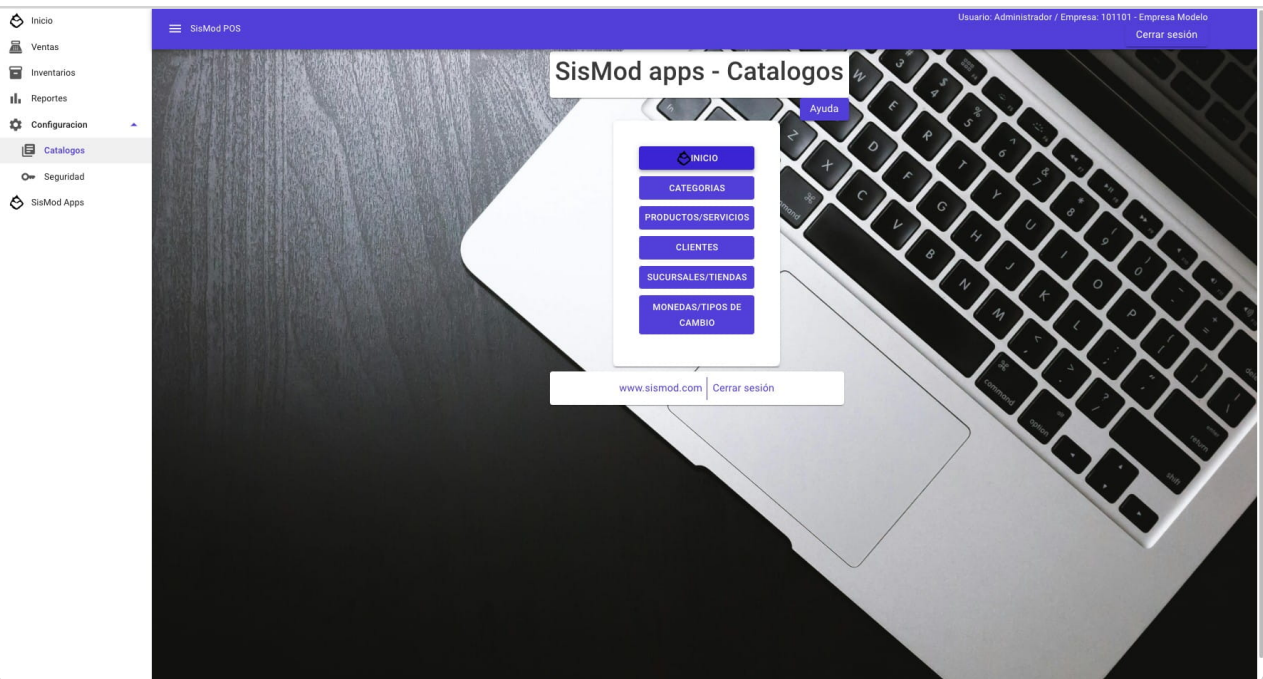 Inicio
Ventas
Inventarios
Reportes
Configuracion
Catalogos
Seguridad
SisMod Apps
SisMod POS
Usuario: Administrador / Empresa: 101101 - Empresa Modelo
Cerrar sesión
SisMod apps - Catalogos
Ayuda
INICIO
CATEGORIAS
PRODUCTOS/SERVICIOS
CLIENTES
SUCURSALES/TIENDAS
MONEDAS/TIPOS DE
CAMBIO
www.sismod.com
Cerrar sesión